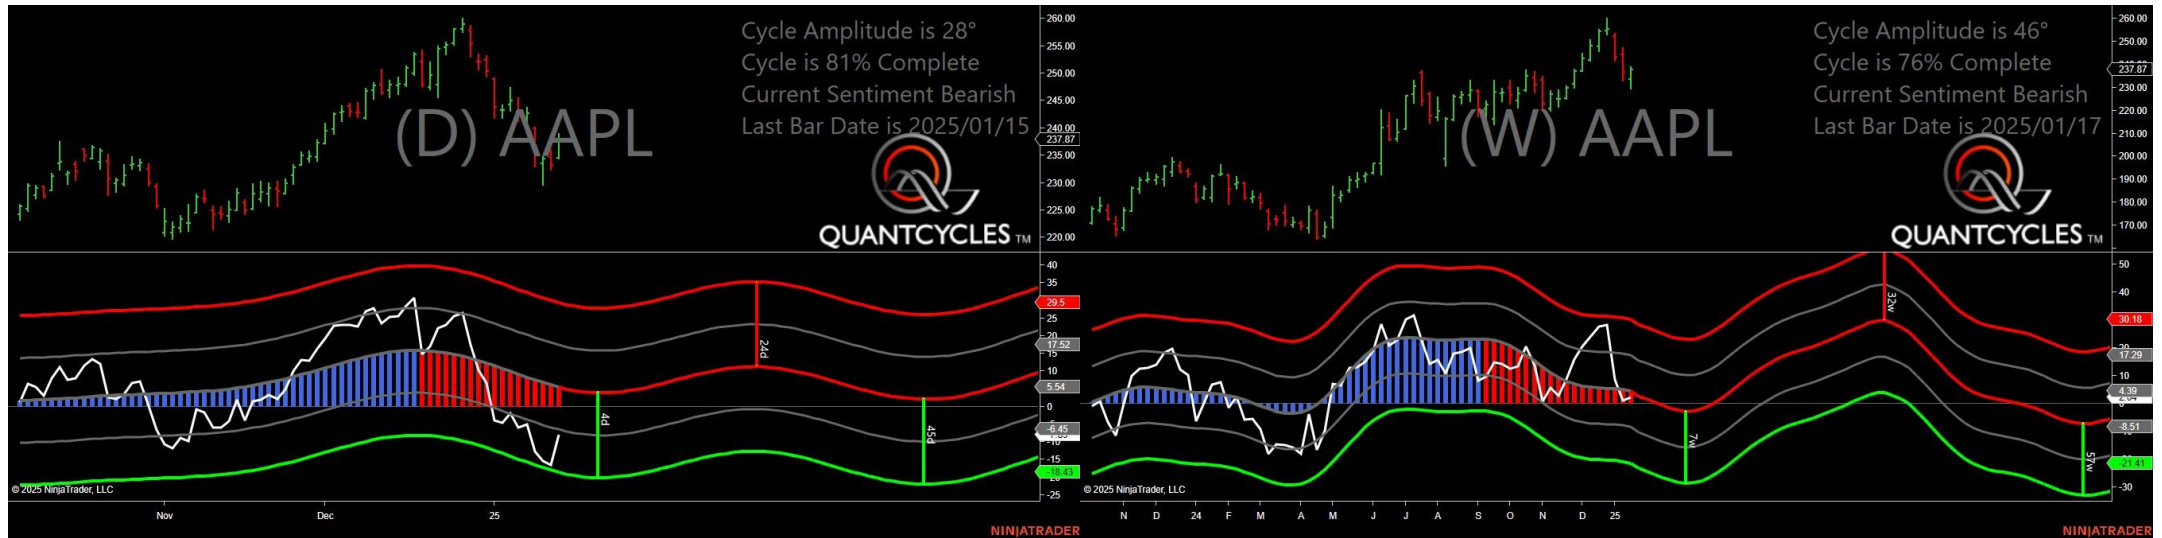 Cycle Amplitude is 28°
Cycle is 81% Complete
Current Sentiment Bearish
Last Bar Date is 2025/01/15
(D) AAPL
QUANTCYCLES TM
260.00
255.00
250.00
245.00
240.00
237.87
235.00
230.00
225.00
220.00
40
35
29.5
25
20
17.52
15
10
5.54
0
-6.45
-10
-15
-18.43
-25
24d
4d
45d
© 2025 NinjaTrader, LLC
Nov
Dec
25
NINJATRADER
Cycle Amplitude is 46°
Cycle is 76% Complete
Current Sentiment Bearish
Last Bar Date is 2025/01/17
(W) AAPL
QUANTCYCLES TM
260.00
250.00
237.87
230.00
220.00
210.00
200.00
190.00
180.00
170.00
50
40
30.18
20
17.29
10
4.39
-8.51
-21.41
-30
32w
7w
57w
© 2025 NinjaTrader, LLC
N D 24 F M A M J J A S O N D 25
NINJATRADER